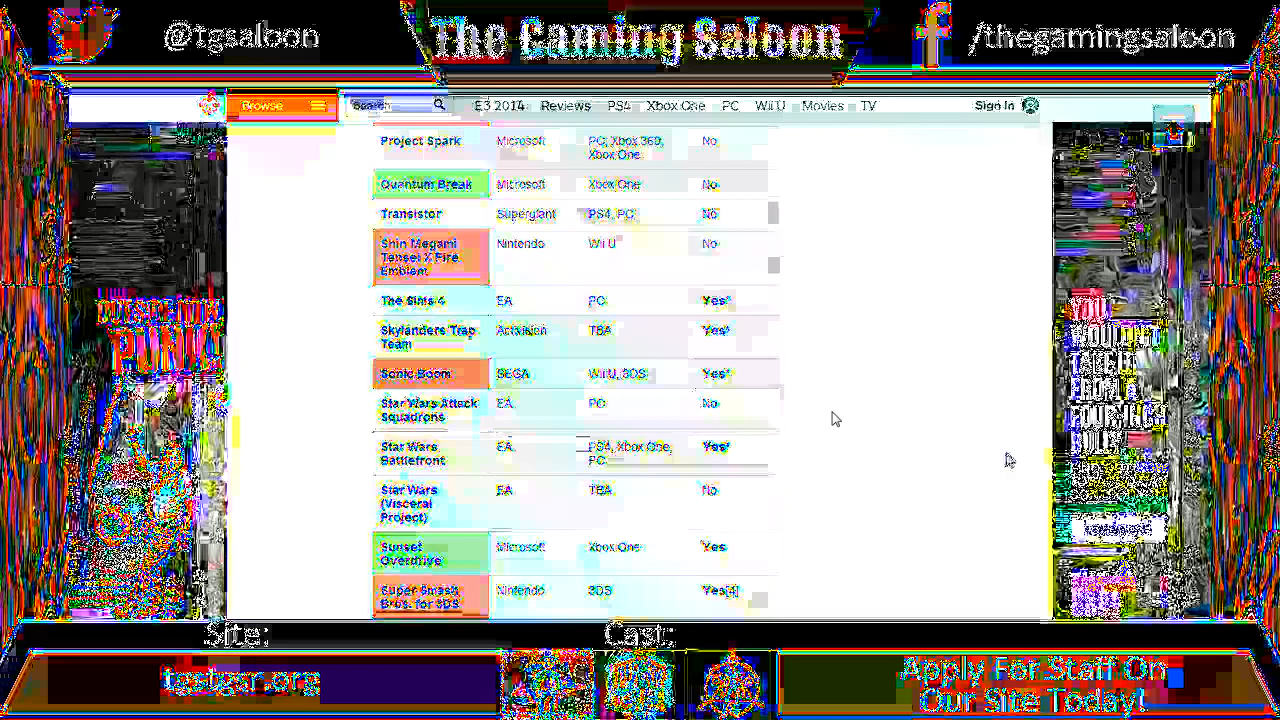 @tgsaloon
The Gaming Saloon
/thegamingsaloon
Browse
Search
E3 2014 Reviews PS4 Xbox One PC Wii U Movies TV
Sign In
Project Spark Microsoft PC, Xbox 360, Xbox One No
Quantum Break Microsoft Xbox One No
Transistor Supergiant PS4, PC No
Shin Megami Tensei X Fire Emblem Nintendo Wii U No
The Sims 4 EA PC Yes*
Skylanders Trap Team Activision TBA Yes*
Sonic Boom SEGA Wii U, 3DS Yes*
Star Wars Attack Squadrons EA PC No
Star Wars Battlefront EA PS4, Xbox One, PC Yes*
Star Wars (Visceral Project) EA TBA No
Sunset Overdrive Microsoft Xbox One Yes
Super Smash Bros. for 3DS Nintendo 3DS Yes[4]
YOU
WOULDN'T
TAKE IT
FROM A
Site:
Cast:
Apply For Staff On
Our Site Today!